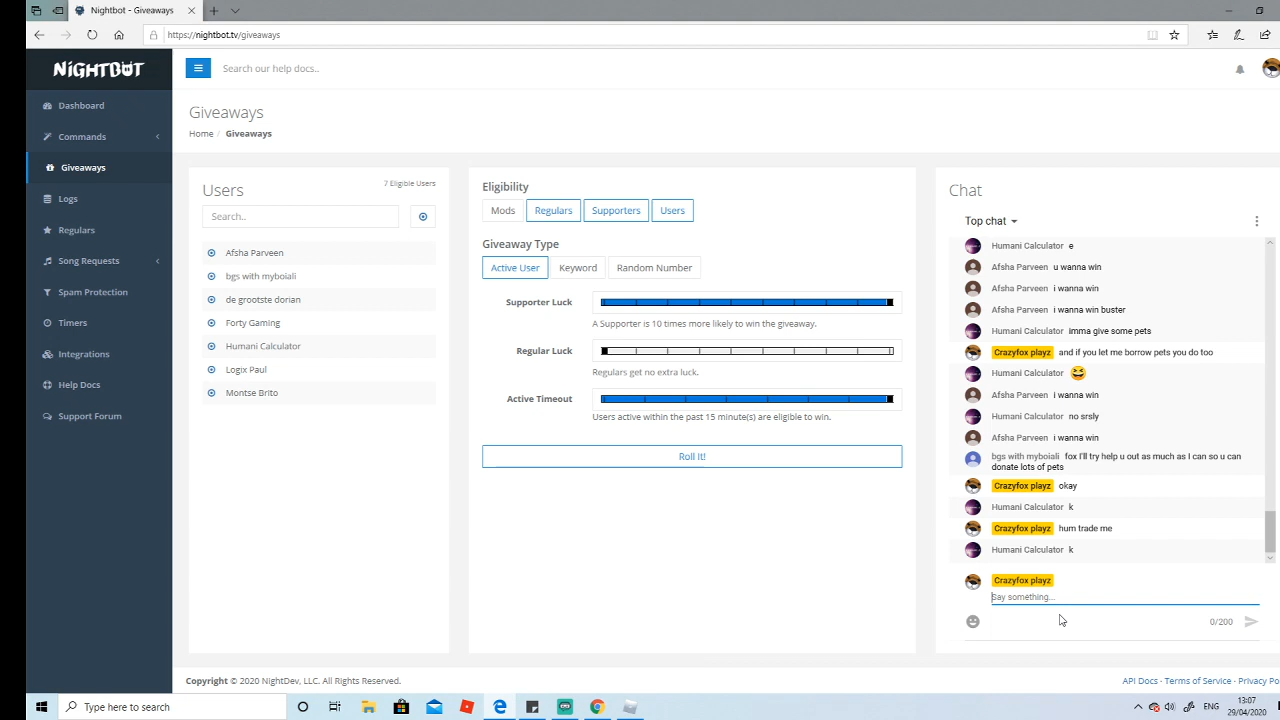 Nightbot - Giveaways
https://nightbot.tv/giveaways
NiGHTBOT
Search our help docs..
Dashboard
Commands
Giveaways
Logs
Regulars
Song Requests
Spam Protection
Timers
Integrations
Help Docs
Support Forum
Giveaways
Home / Giveaways
Users
7 Eligible Users
Search..
Afsha Parveen
bgs with myboiali
de grootste dorian
Forty Gaming
Humani Calculator
Logix Paul
Montse Brito
Eligibility
Mods Regulars Supporters Users
Giveaway Type
Active User Keyword Random Number
Supporter Luck
A Supporter is 10 times more likely to win the giveaway.
Regular Luck
Regulars get no extra luck.
Active Timeout
Users active within the past 15 minute(s) are eligible to win.
Roll It!
Chat
Top chat
Humani Calculator e
Afsha Parveen u wanna win
Afsha Parveen i wanna win
Afsha Parveen i wanna win buster
Humani Calculator imma give some pets
Crazyfox playz and if you let me borrow pets you do too
Humani Calculator 😆
Afsha Parveen i wanna win
Humani Calculator no srsly
Afsha Parveen i wanna win
bgs with myboiali fox I'll try help u out as much as I can so u can
donate lots of pets
Crazyfox playz okay
Humani Calculator k
Crazyfox playz hum trade me
Humani Calculator k
Crazyfox playz
Say something...
0/200
Copyright © 2020 NightDev, LLC. All rights reserved.
API Docs - Terms of Service - Privacy Po
Type here to search
ENG
13:07
29/04/2020